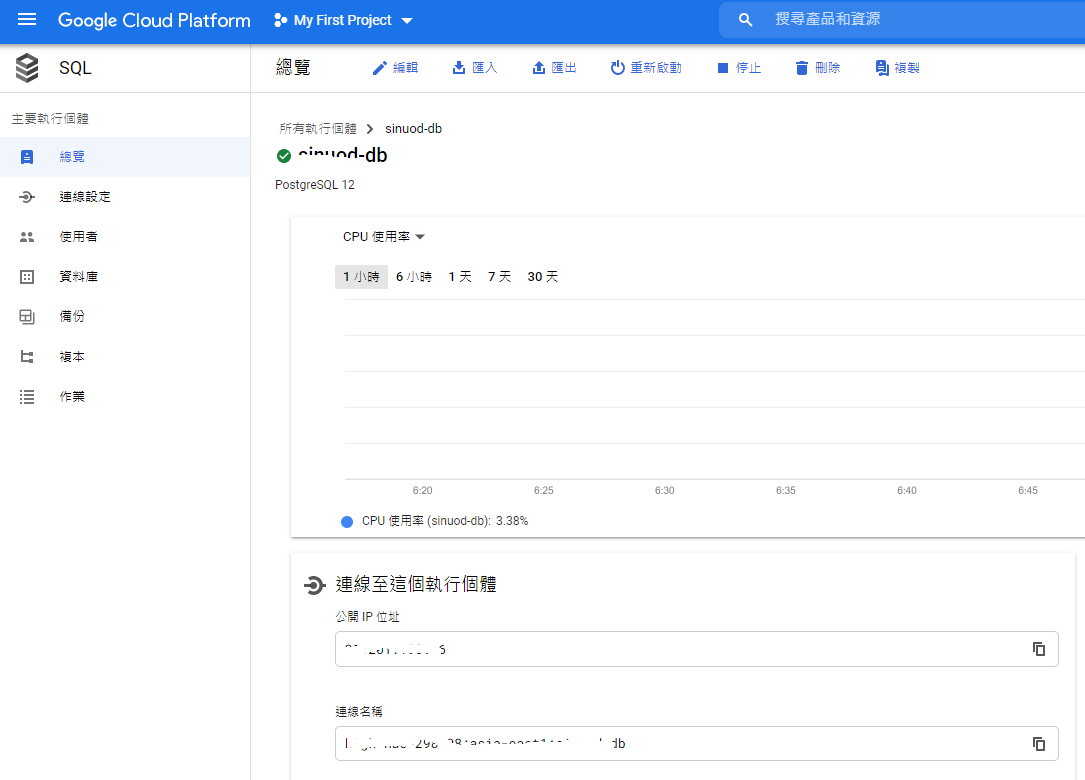 Google Cloud Platform
My First Project
搜尋產品和資源
SQL
總覽
編輯
匯入
匯出
重新啟動
停止
刪除
複製
主要執行個體
總覽
連線設定
使用者
資料庫
備份
複本
作業
所有執行個體 sinuod-db
sinuod-db
PostgreSQL 12
CPU 使用率
1 小時 6 小時 1 天 7 天 30 天
6:20 6:25 6:30 6:35 6:40 6:45
CPU 使用率 (sinuod-db): 3.38%
連線至這個執行個體
公開 IP 位址
連線名稱